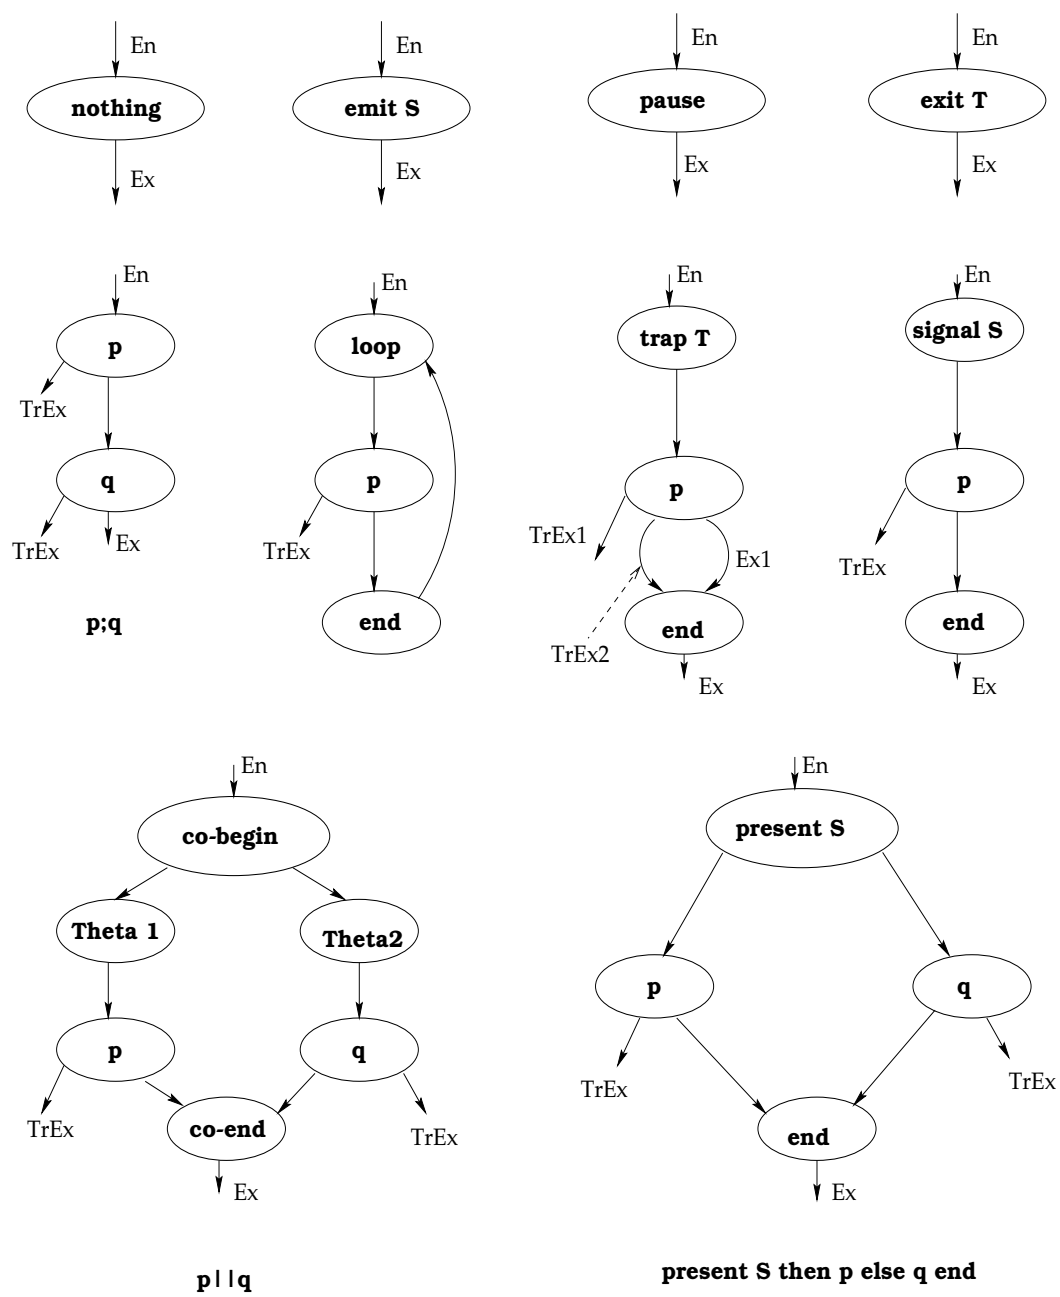 En
En
En
En
nothing
emit S
pause
exit T
Ex
Ex
Ex
Ex
En
En
En
En
p
loop
trap T
signal S
TrEx
q
p
p
p
TrEx
Ex
TrEx
TrEx1
Ex1
TrEx
p;q
end
end
end
TrEx2
Ex
Ex
En
En
co-begin
present S
Theta 1
Theta2
p
q
p
q
TrEx
TrEx
TrEx
co-end
TrEx
end
Ex
Ex
p||q
present S then p else q end